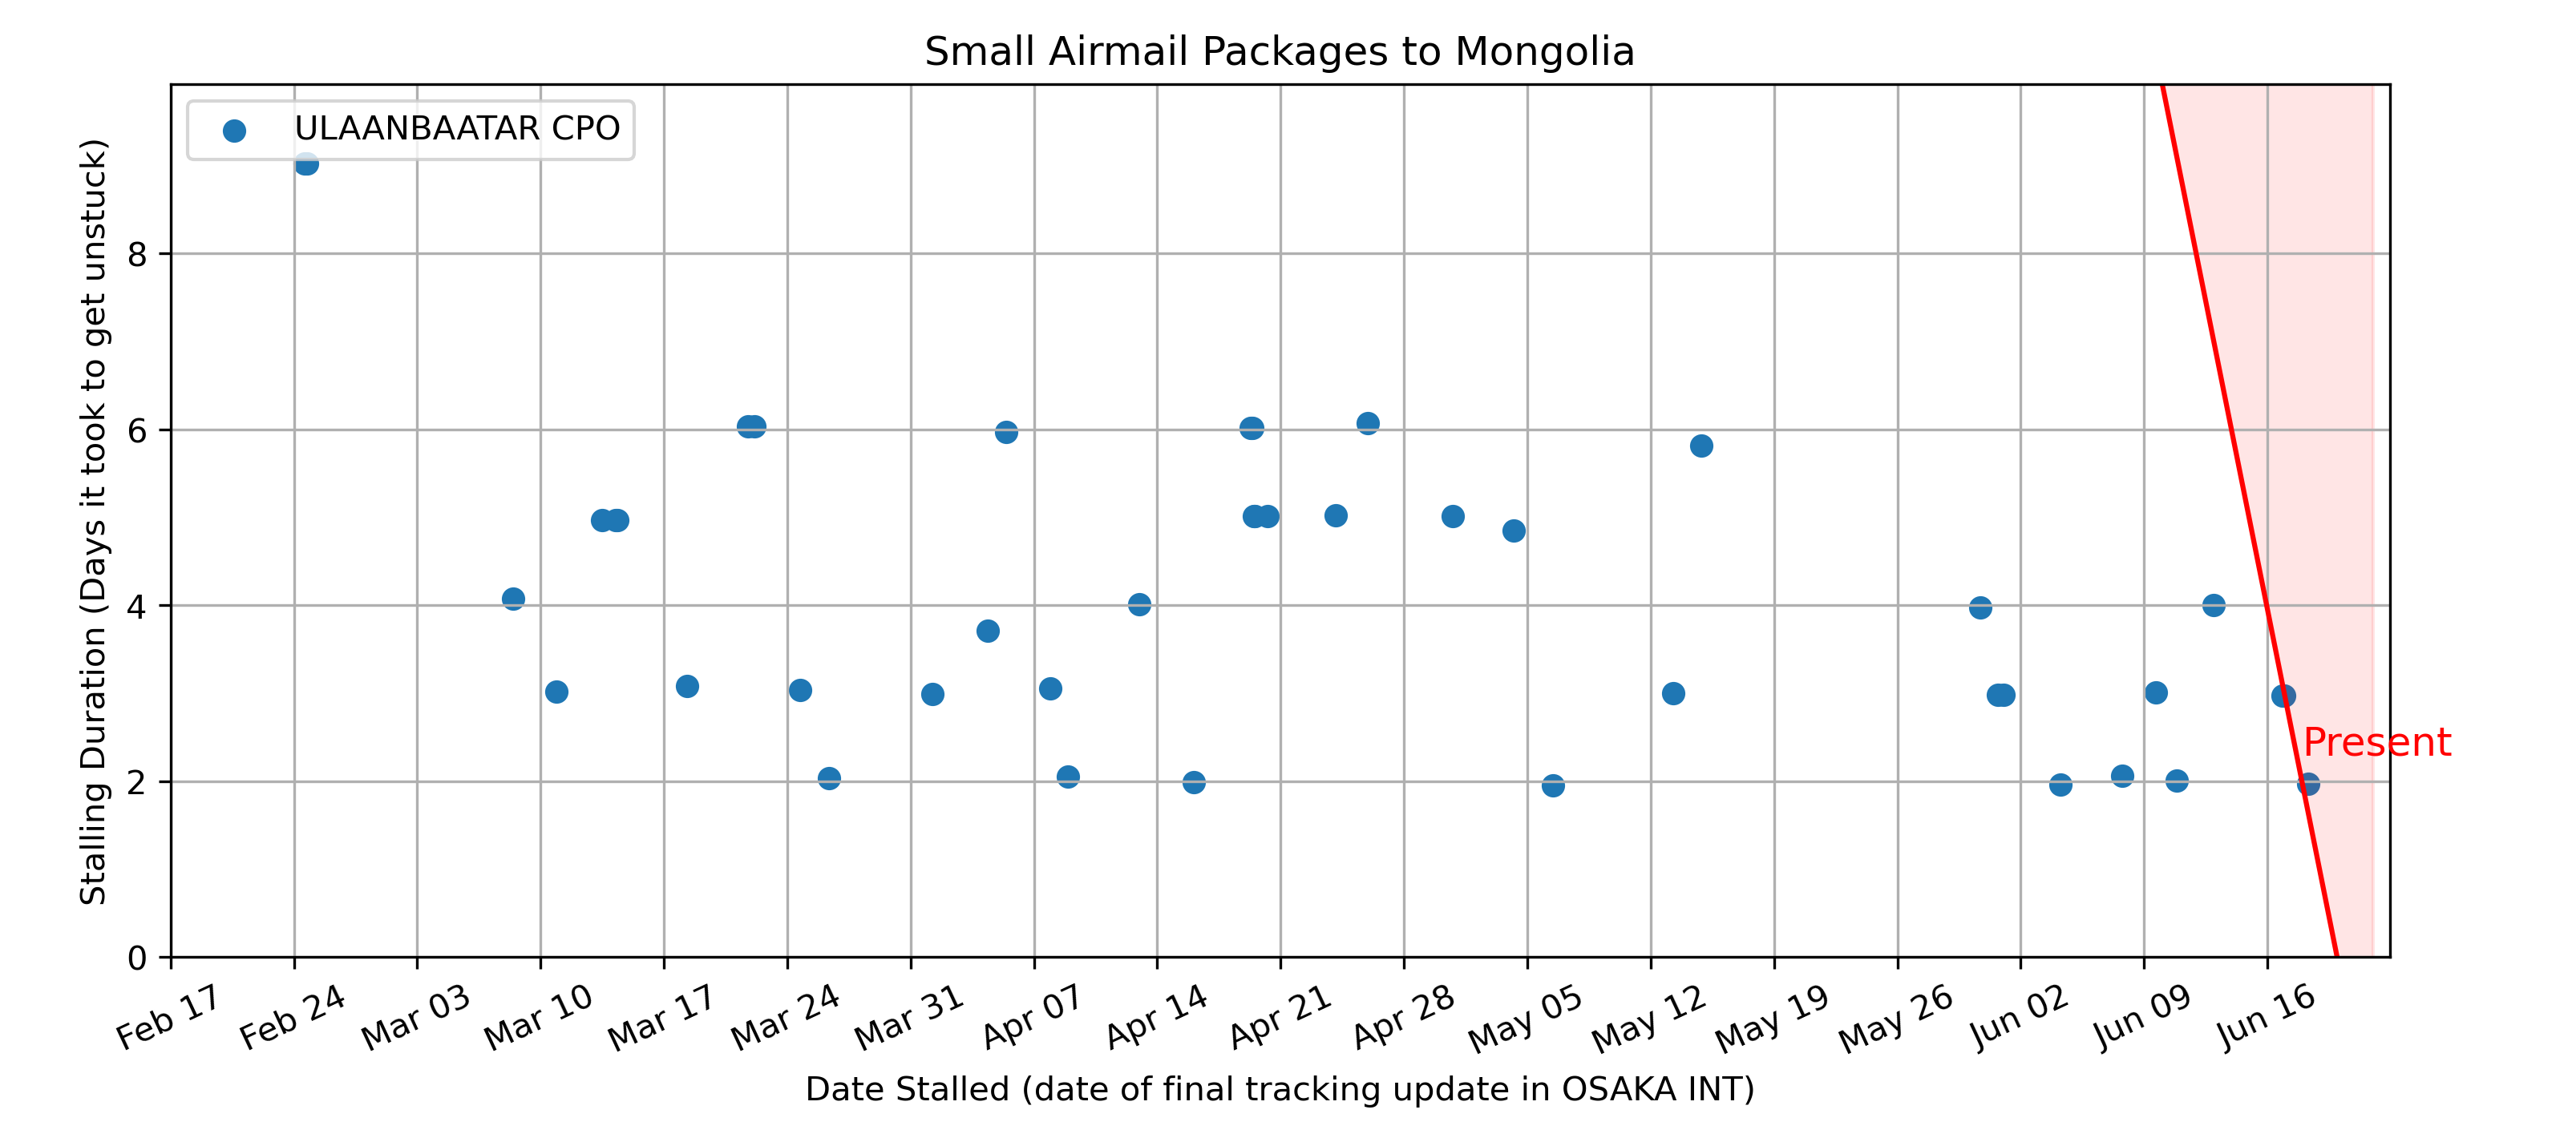 Small Airmail Packages to Mongolia
ULAANBAATAR CPO
Stalling Duration (Days it took to get unstuck)
8
6
4
2
0
Present
Feb 17
Feb 24
Mar 03
Mar 10
Mar 17
Mar 24
Mar 31
Apr 07
Apr 14
Apr 21
Apr 28
May 05
May 12
May 19
May 26
Jun 02
Jun 09
Jun 16
Date Stalled (date of final tracking update in OSAKA INT)